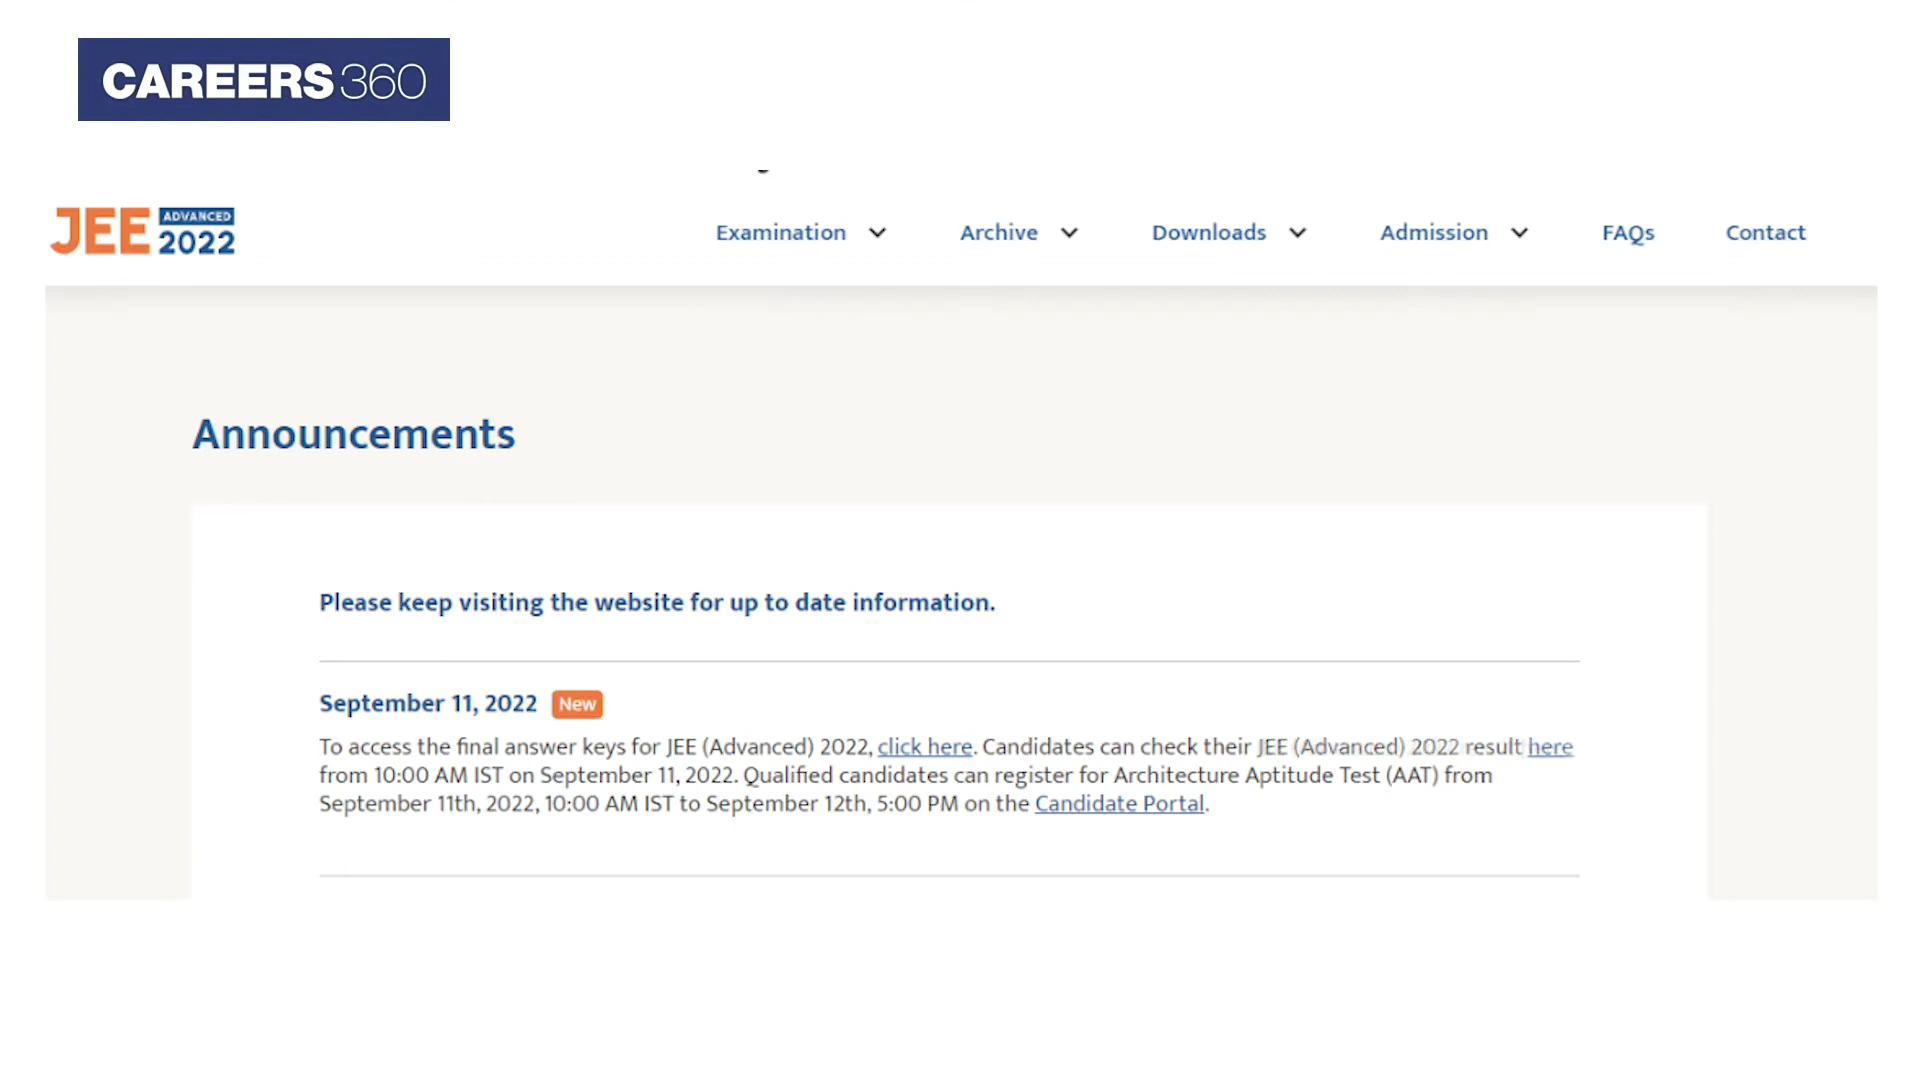 CAREERS360
JEE ADVANCED 2022
Examination Archive Downloads Admission FAQs Contact
Announcements
Please keep visiting the website for up to date information.
September 11, 2022 New
To access the final answer keys for JEE (Advanced) 2022, click here. Candidates can check their JEE (Advanced) 2022 result here
from 10:00 AM IST on September 11, 2022. Qualified candidates can register for Architecture Aptitude Test (AAT) from
September 11th, 2022, 10:00 AM IST to September 12th, 5:00 PM on the Candidate Portal.